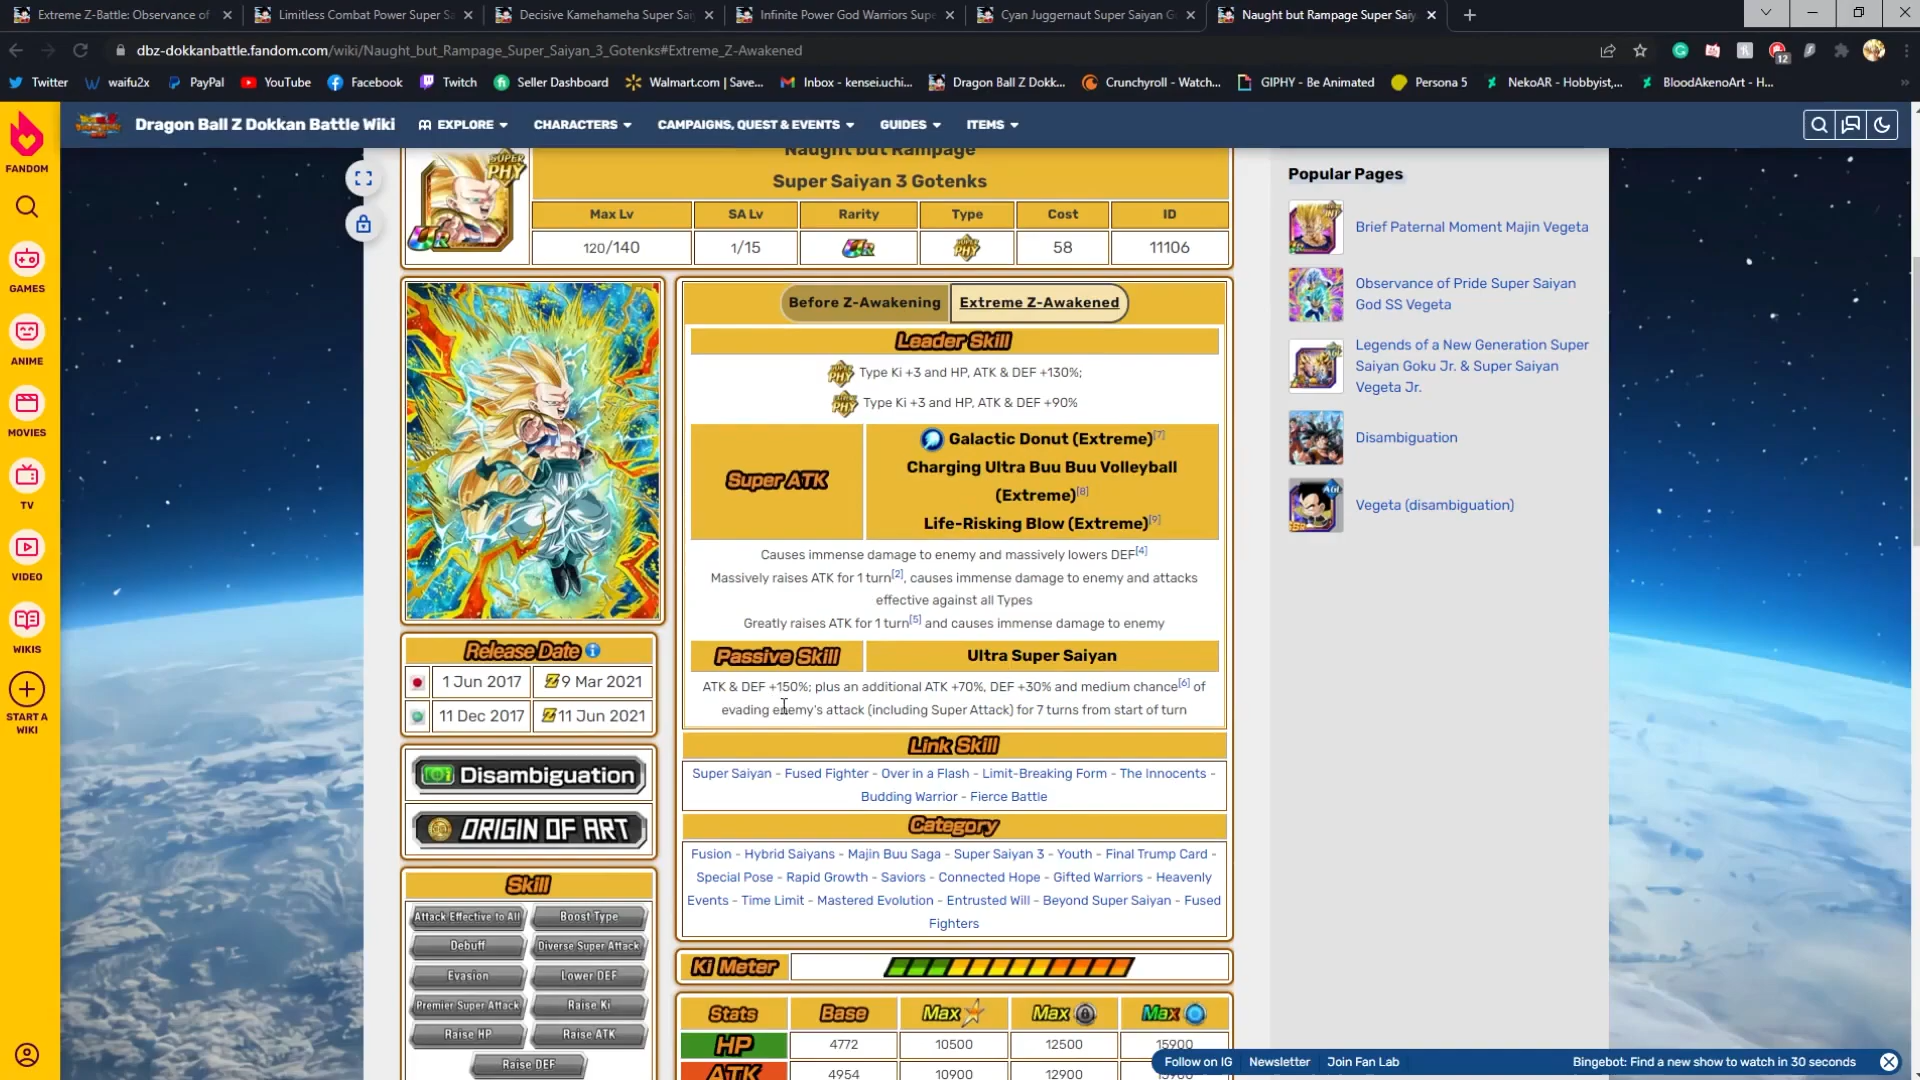 Extreme Z-Battle: Observance of
Limitless Combat Power Super Sa
Decisive Kamehameha Super Sai
Infinite Power God Warriors Supe
Cyan Juggernaut Super Saiyan G
Naught but Rampage Super Saiy
dbz-dokkanbattle.fandom.com/wiki/Naught_but_Rampage_Super_Saiyan_3_Gotenks#Extreme_Z-Awakened
12
Twitter
waifu2x
PayPal
YouTube
Facebook
Twitch
Seller Dashboard
Walmart.com | Save...
Inbox - kensei.uchi...
Dragon Ball Z Dokk...
Crunchyroll - Watch...
GIPHY - Be Animated
Persona 5
NekoAR - Hobbyist,...
BloodAkenoArt - H...
Dragon Ball Z Dokkan Battle Wiki
EXPLORE
CHARACTERS
CAMPAIGNS, QUEST & EVENTS
GUIDES
ITEMS
FANDOM
GAMES
ANIME
MOVIES
TV
VIDEO
WIKIS
START A
WIKI
SUPER
PHY
UR
Naught but Rampage
Super Saiyan 3 Gotenks
Max Lv SA Lv Rarity Type Cost ID
120/140 1/15 UR SUPER PHY 58 11106
Before Z-Awakening Extreme Z-Awakened
Leader Skill
Type Ki +3 and HP, ATK & DEF +130%;
Type Ki +3 and HP, ATK & DEF +90%
Super ATK
Galactic Donut (Extreme)[7]
Charging Ultra Buu Buu Volleyball
(Extreme)[8]
Life-Risking Blow (Extreme)[9]
Causes immense damage to enemy and massively lowers DEF[4]
Massively raises ATK for 1 turn[2], causes immense damage to enemy and attacks
effective against all Types
Greatly raises ATK for 1 turn[5] and causes immense damage to enemy
Passive Skill Ultra Super Saiyan
ATK & DEF +150%; plus an additional ATK +70%, DEF +30% and medium chance[6] of
evading enemy's attack (including Super Attack) for 7 turns from start of turn
Link Skill
Super Saiyan - Fused Fighter - Over in a Flash - Limit-Breaking Form - The Innocents -
Budding Warrior - Fierce Battle
Category
Fusion - Hybrid Saiyans - Majin Buu Saga - Super Saiyan 3 - Youth - Final Trump Card -
Special Pose - Rapid Growth - Saviors - Connected Hope - Gifted Warriors - Heavenly
Events - Time Limit - Mastered Evolution - Entrusted Will - Beyond Super Saiyan - Fused
Fighters
Ki Meter
Stats Base Max Max Max
HP 4772 10500 12500 15900
ATK 4954 10900 12900
Release Date
1 Jun 2017 Z 9 Mar 2021
11 Dec 2017 Z 11 Jun 2021
Disambiguation
ORIGIN OF ART
Skill
Attack Effective to All Boost Type
Debuff Diverse Super Attack
Evasion Lower DEF
Premier Super Attack Raise Ki
Raise HP Raise ATK
Raise DEF
Popular Pages
Brief Paternal Moment Majin Vegeta
Observance of Pride Super Saiyan
God SS Vegeta
Legends of a New Generation Super
Saiyan Goku Jr. & Super Saiyan
Vegeta Jr.
Disambiguation
Vegeta (disambiguation)
Follow on IG
Newsletter
Join Fan Lab
Bingebot: Find a new show to watch in 30 seconds